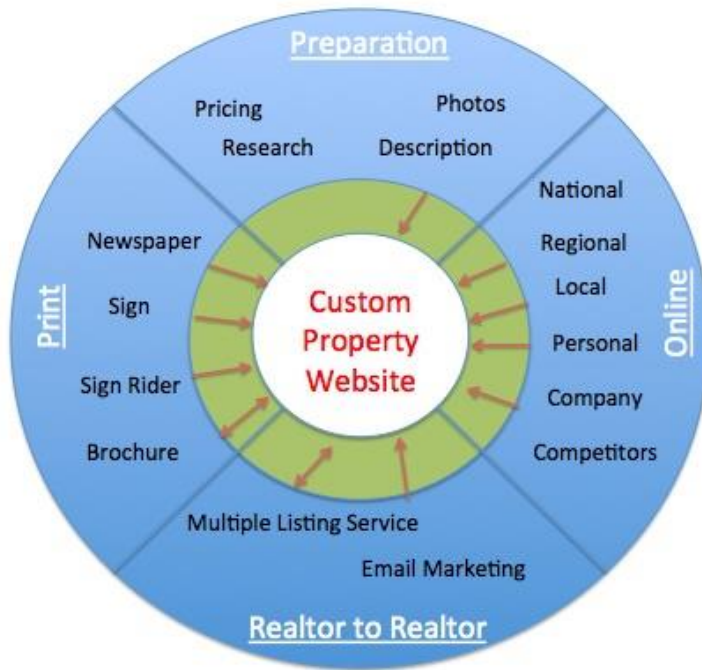 Preparation
Pricing
Photos
Research
Description
National
Regional
Local
Personal
Company
Competitors
Online
Newspaper
Sign
Sign Rider
Brochure
Print
Custom
Property
Website
Multiple Listing Service
Email Marketing
Realtor to Realtor